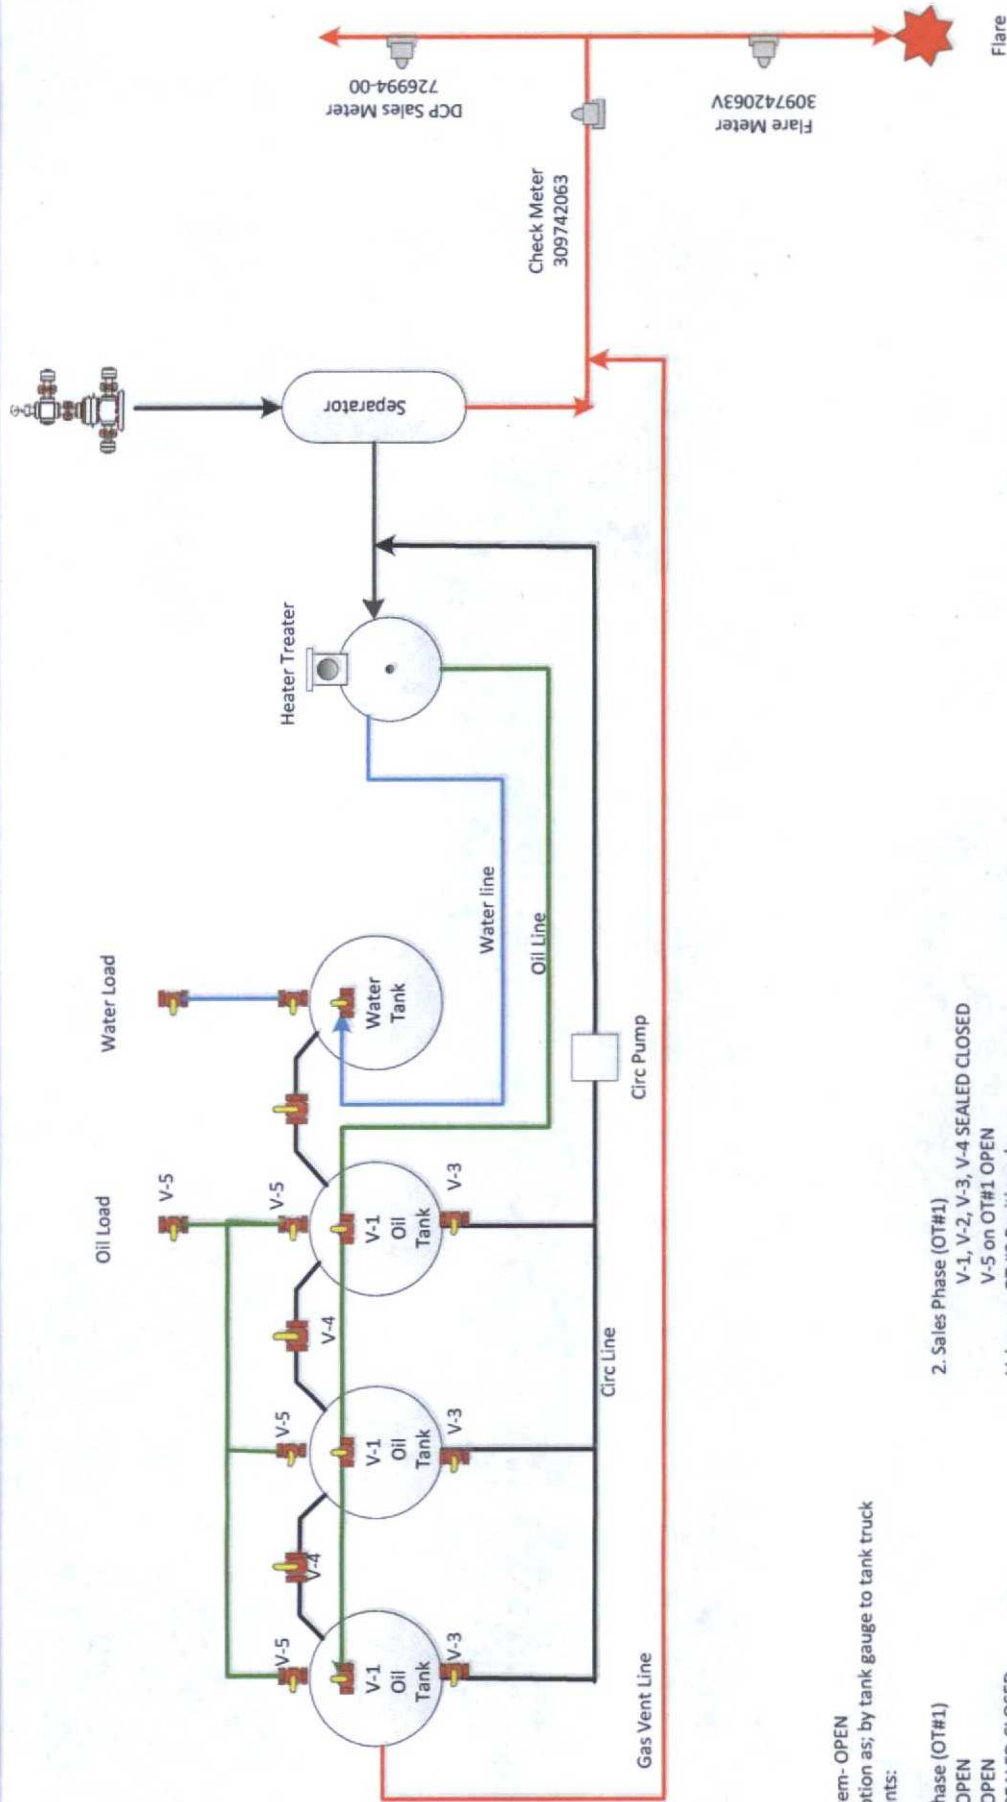 Flare
DCP Sales Meter
726994-00
Flare Meter
309742063V
Check Meter
309742063
Separator
Heater Treater
Water Load
Water line
Water
Tank
Oil Line
Oil Load
V-5
V-5
V-1
Oil
Tank
V-3
Circ Pump
V-4
V-5
V-1
Oil
Tank
V-3
Circ Line
V-4
V-5
V-1
Oil
Tank
V-3
Gas Vent Line
em- OPEN
tion as; by tank gauge to tank truck
nts:
hase (OT#1)
OPEN
OPEN
2. Sales Phase (OT#1)
V-1, V-2, V-3, V-4 SEALED CLOSED
V-5 on OT#1 OPEN